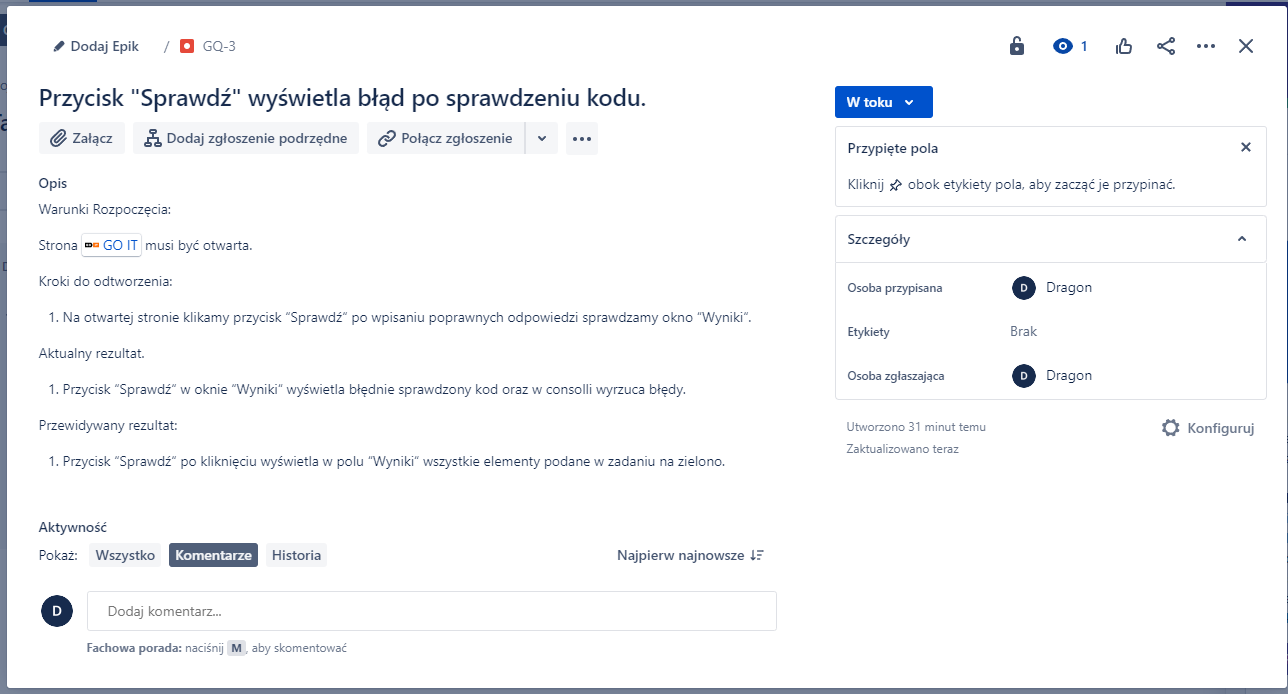 Dodaj Epik / GQ-3
1
Przycisk "Sprawdź" wyświetla błąd po sprawdzeniu kodu.
Załącz
Dodaj zgłoszenie podrzędne
Połącz zgłoszenie
Opis
Warunki Rozpoczęcia:
Strona GO IT musi być otwarta.
Kroki do odtworzenia:
1. Na otwartej stronie klikamy przycisk “Sprawdź“ po wpisaniu poprawnych odpowiedzi sprawdzamy okno “Wyniki“.
Aktualny rezultat.
1. Przycisk “Sprawdź“ w oknie “Wyniki“ wyświetla błędnie sprawdzony kod oraz w consolli wyrzuca błędy.
Przewidywany rezultat:
1. Przycisk “Sprawdź“ po kliknięciu wyświetla w polu “Wyniki“ wszystkie elementy podane w zadaniu na zielono.
Aktywność
Pokaż: Wszystko Komentarze Historia
Najpierw najnowsze
D
Dodaj komentarz...
Fachowa porada: naciśnij M, aby skomentować
W toku
Przypięte pola
Kliknij obok etykiety pola, aby zacząć je przypinać.
Szczegóły
Osoba przypisana D Dragon
Etykiety Brak
Osoba zgłaszająca D Dragon
Utworzono 31 minut temu
Konfiguruj
Zaktualizowano teraz